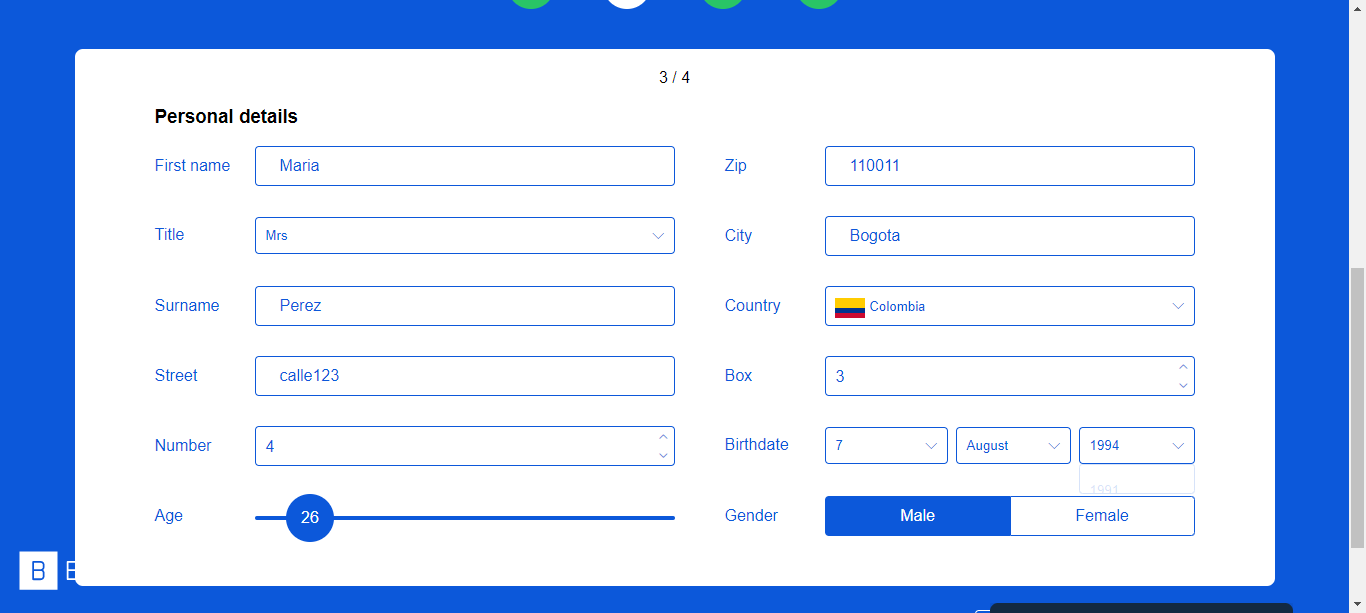 3 / 4
Personal details
First name Maria
Zip 110011
Title Mrs
City Bogota
Surname Perez
Country Colombia
Street calle123
Box 3
Number 4
Birthdate 7 August 1994
1991
Age 26
Gender Male Female
B